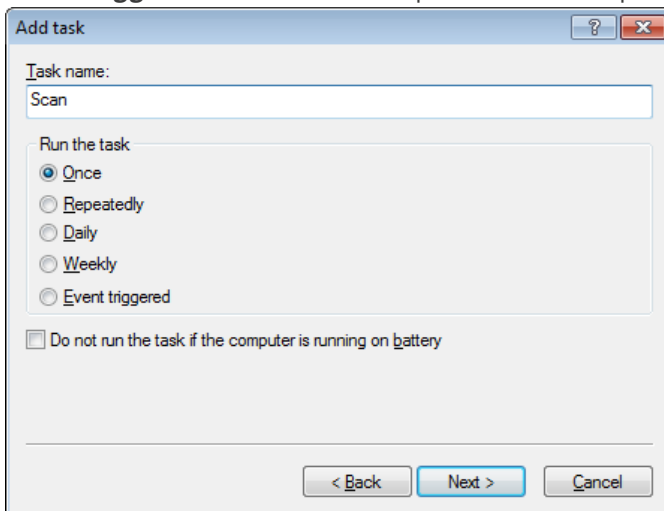 Add task
Task name:
Scan
Run the task
Once
Repeatedly
Daily
Weekly
Event triggered
Do not run the task if the computer is running on battery
< Back Next > Cancel